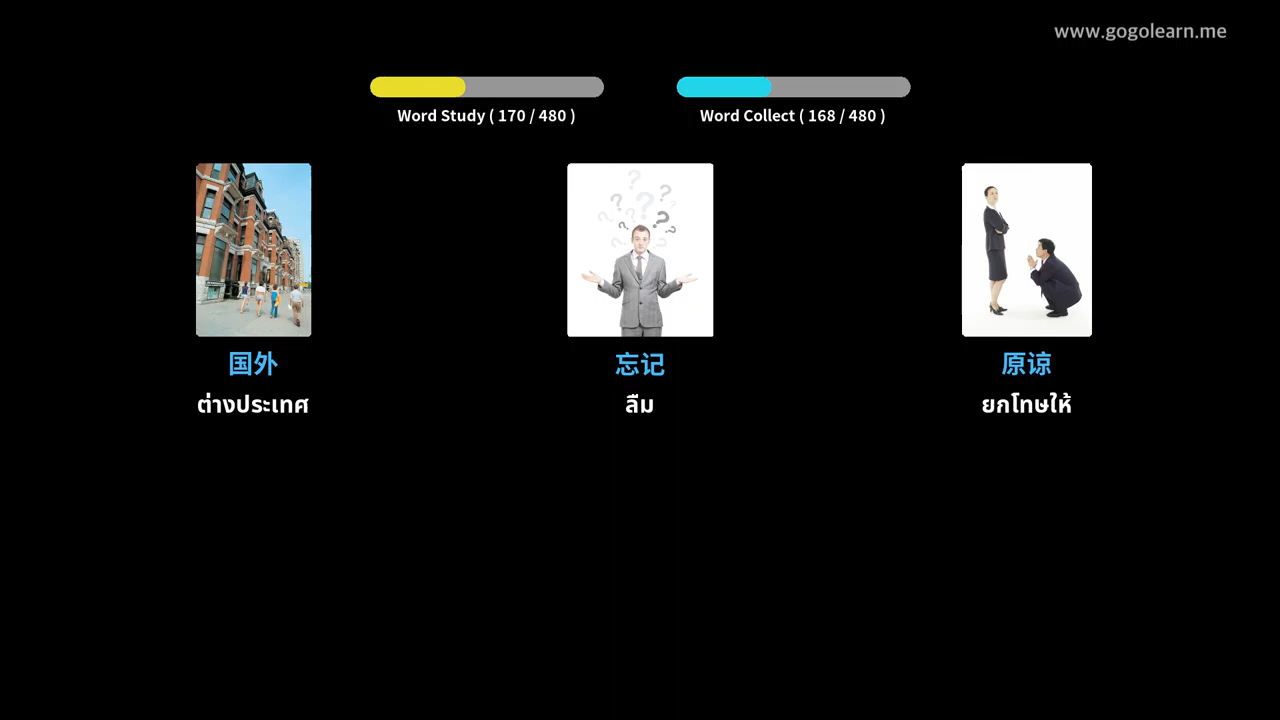 www.gogolearn.me
Word Study ( 170 / 480 )
Word Collect ( 168 / 480 )
国外
忘记
原谅
ต่างประเทศ
ลืม
ยกโทษให้